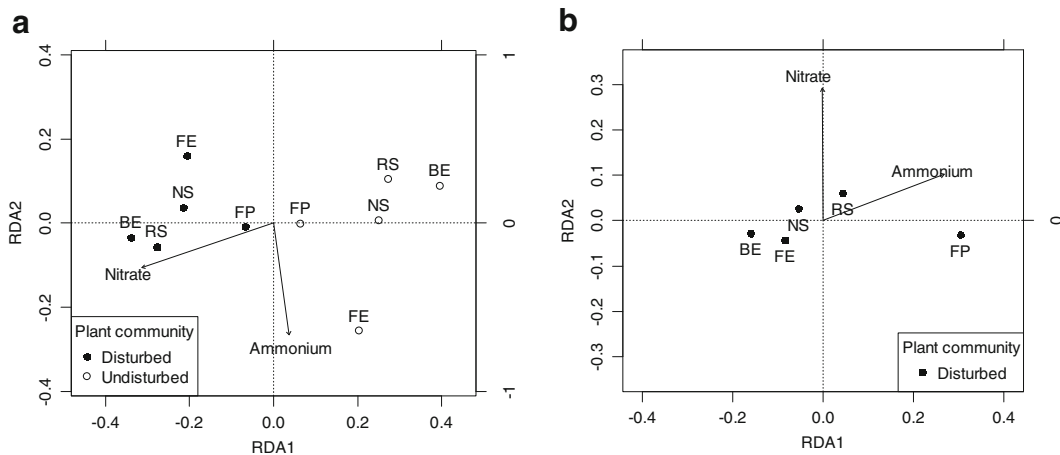 a
0.4
0.2
0.0
-0.2
-0.4
RDA2
1
0
-1
FE
NS
BE
RS
FP
FP
RS
BE
NS
FE
Nitrate
Ammonium
Plant community
Disturbed
Undisturbed
-0.4
-0.2
0.0
0.2
0.4
RDA1
b
0.3
0.2
0.1
0.0
-0.1
-0.2
-0.3
RDA2
0
Nitrate
Ammonium
RS
NS
BE
FE
FP
Plant community
Disturbed
-0.4
-0.2
0.0
0.2
0.4
RDA1